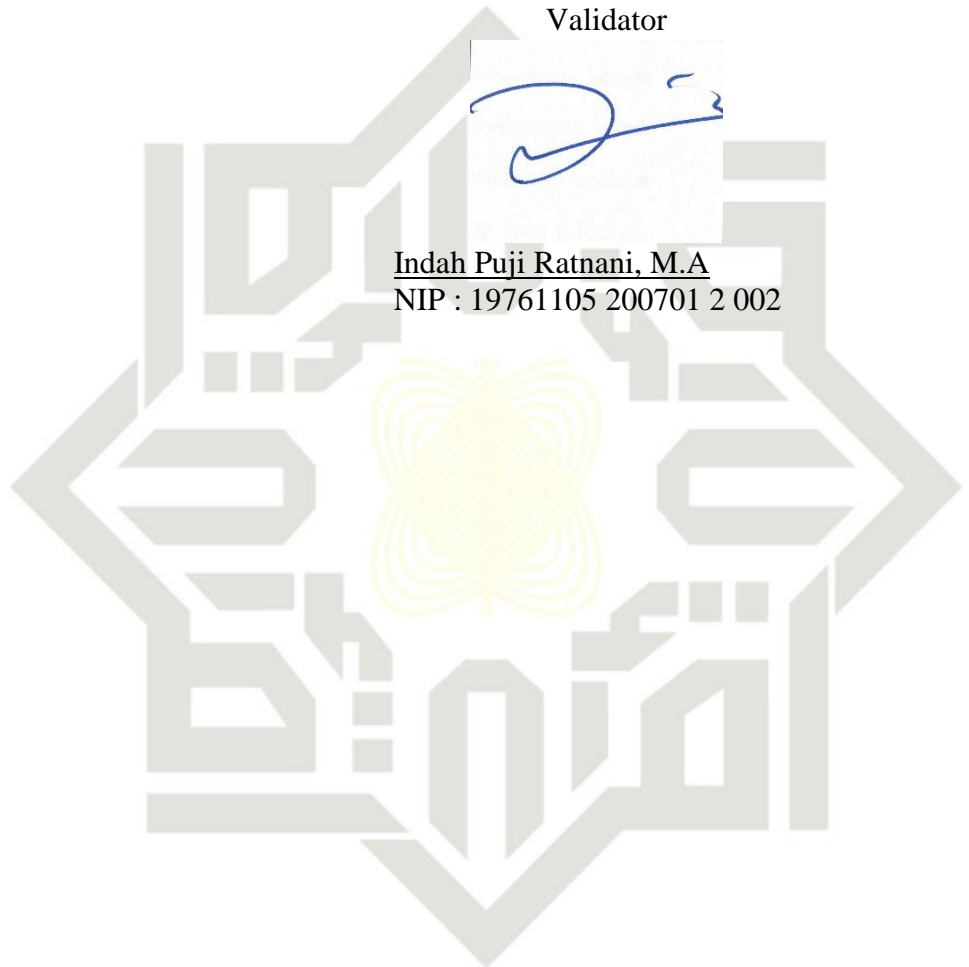 Validator
Indah Puji Ratnani, M.A
NIP : 19761105 200701 2 002